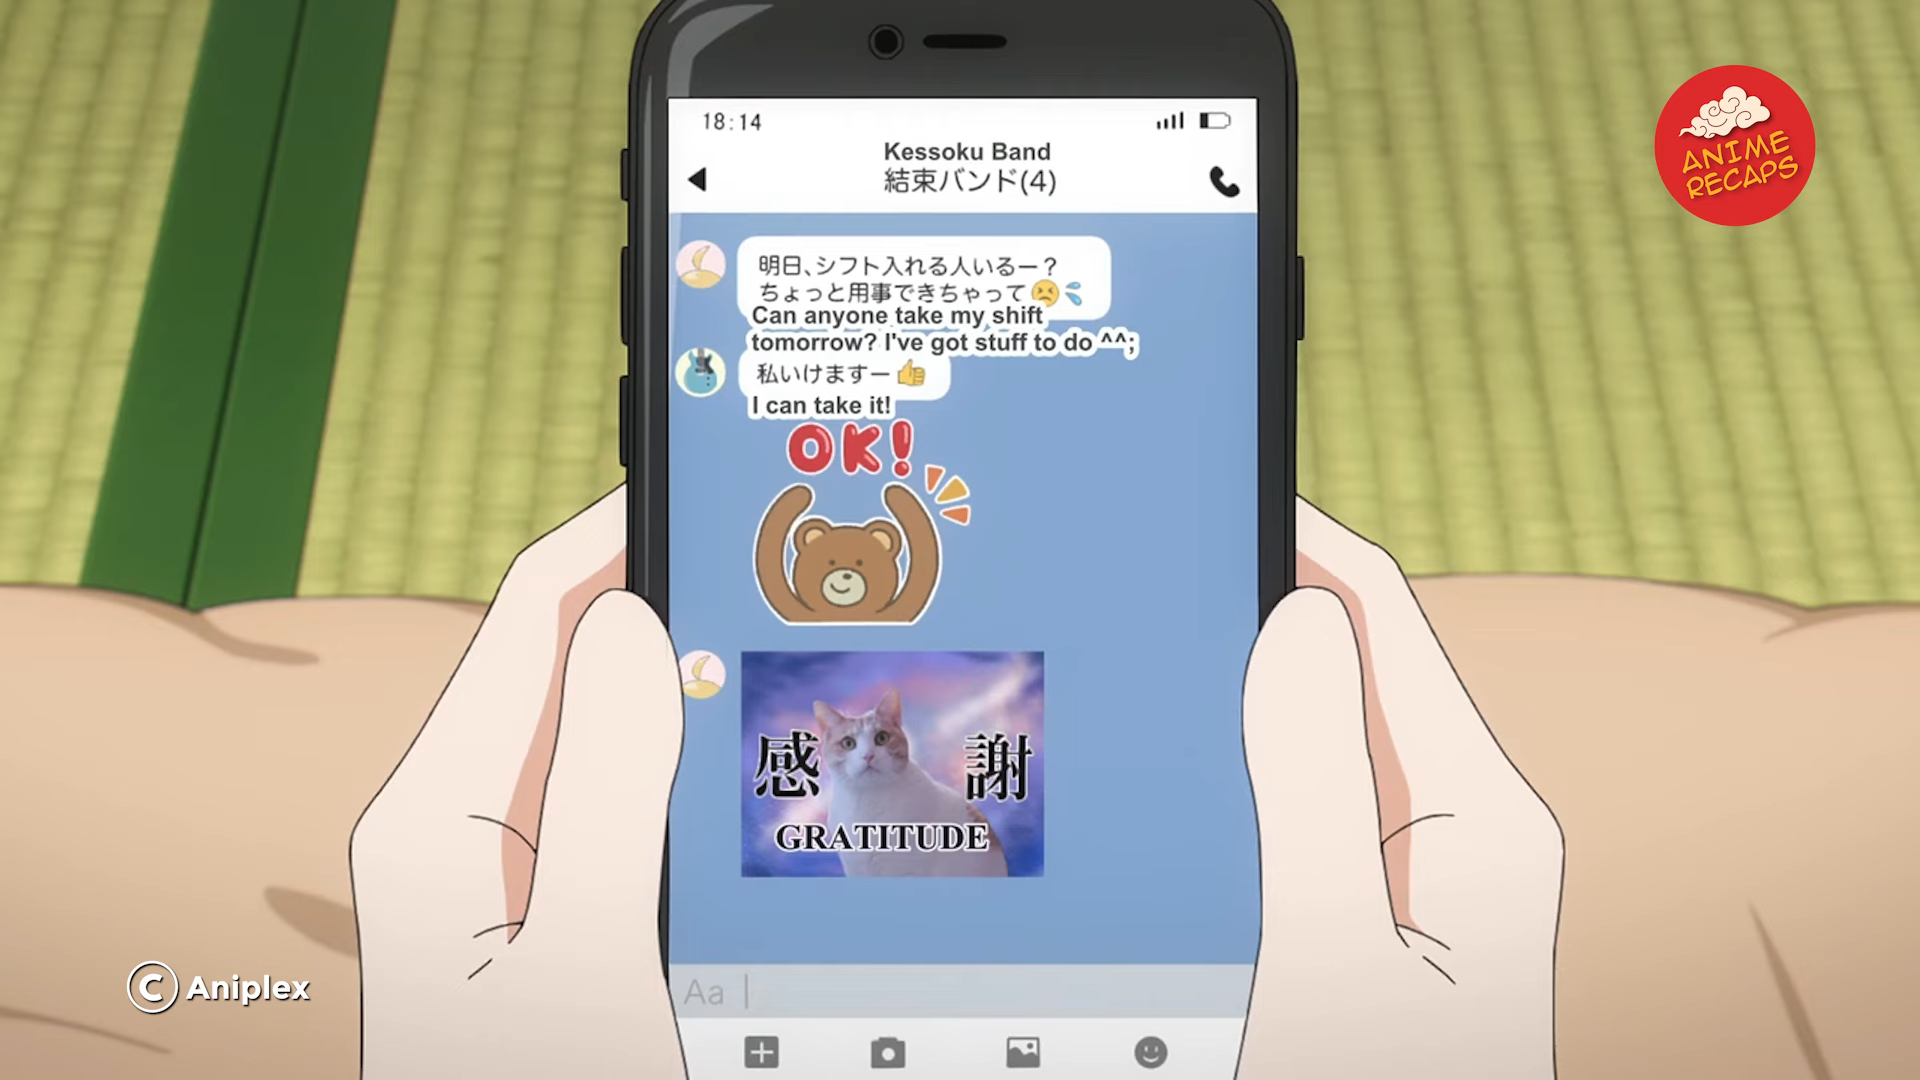 18:14
Kessoku Band
結束バンド(4)
ANIME
RECAPS
明日、シフト入れる人いるー？
ちょっと用事できちゃって
Can anyone take my shift
tomorrow? I've got stuff to do ^^;
私いけますー
I can take it!
OK!
感謝
GRATITUDE
C Aniplex
Aa